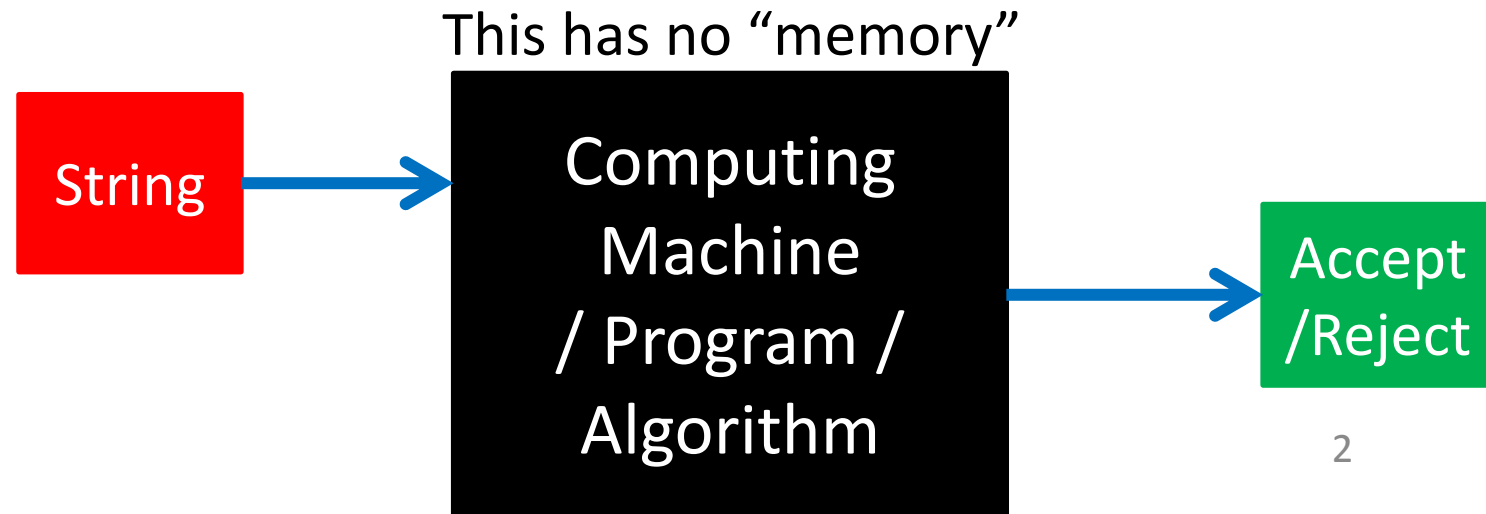 This has no “memory”
String
Computing
Machine
/ Program /
Algorithm
Accept
/Reject
2